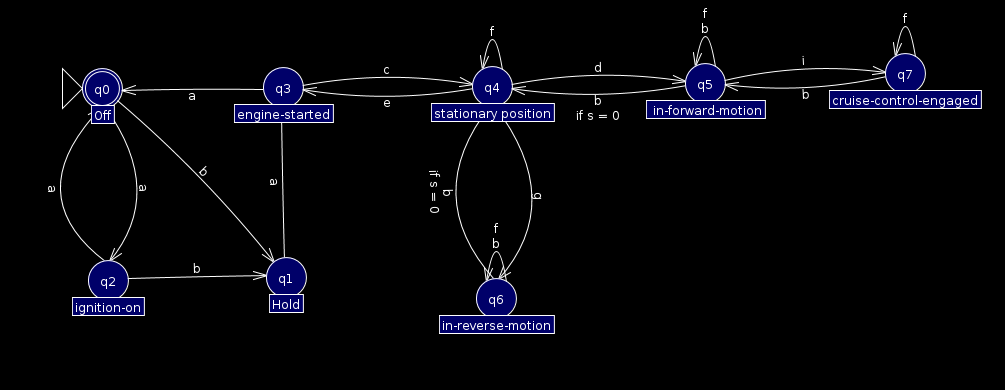 f
f
b
f
q0
Off
a
q3
engine-started
c
e
q4
stationary position
d
b
if s = 0
q5
in-forward-motion
i
b
q7
cruise-control-engaged
a
a
b
a
if s = 0
b
g
q2
ignition-on
b
q1
Hold
f
b
q6
in-reverse-motion